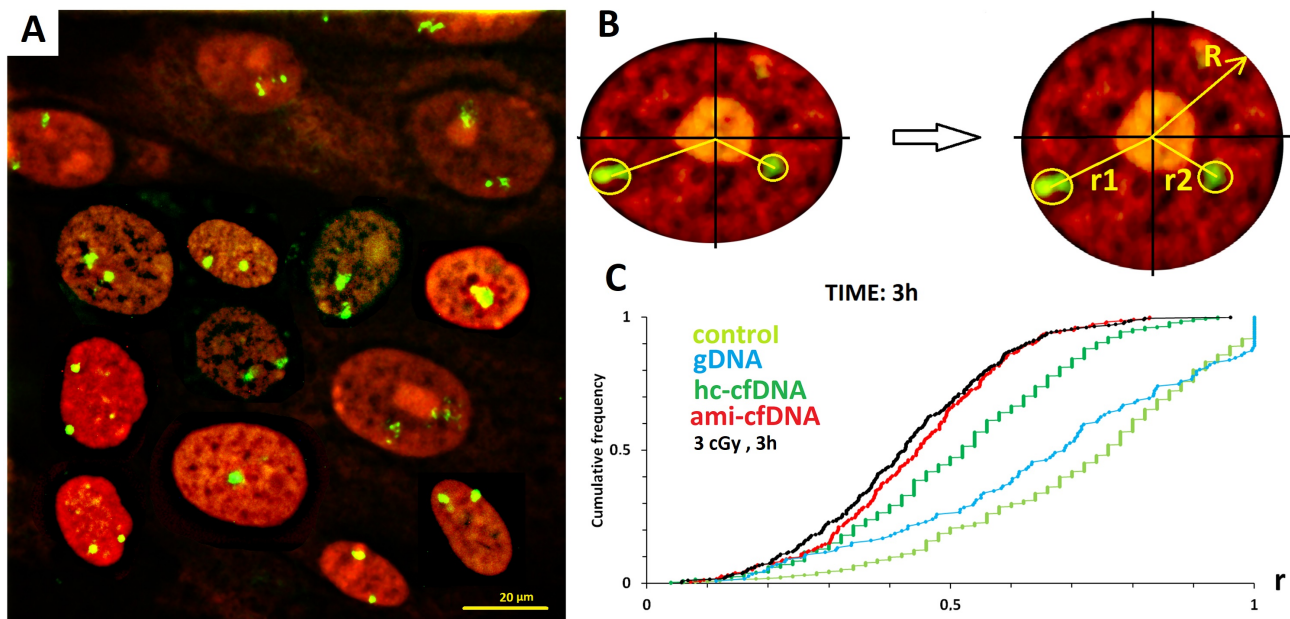 A
20 µm
B
R
r1
r2
C
TIME: 3h
control
gDNA
hc-cfDNA
ami-cfDNA
3 cGy , 3h
Cumulative frequency
1
0.5
0
0
0,5
1
r